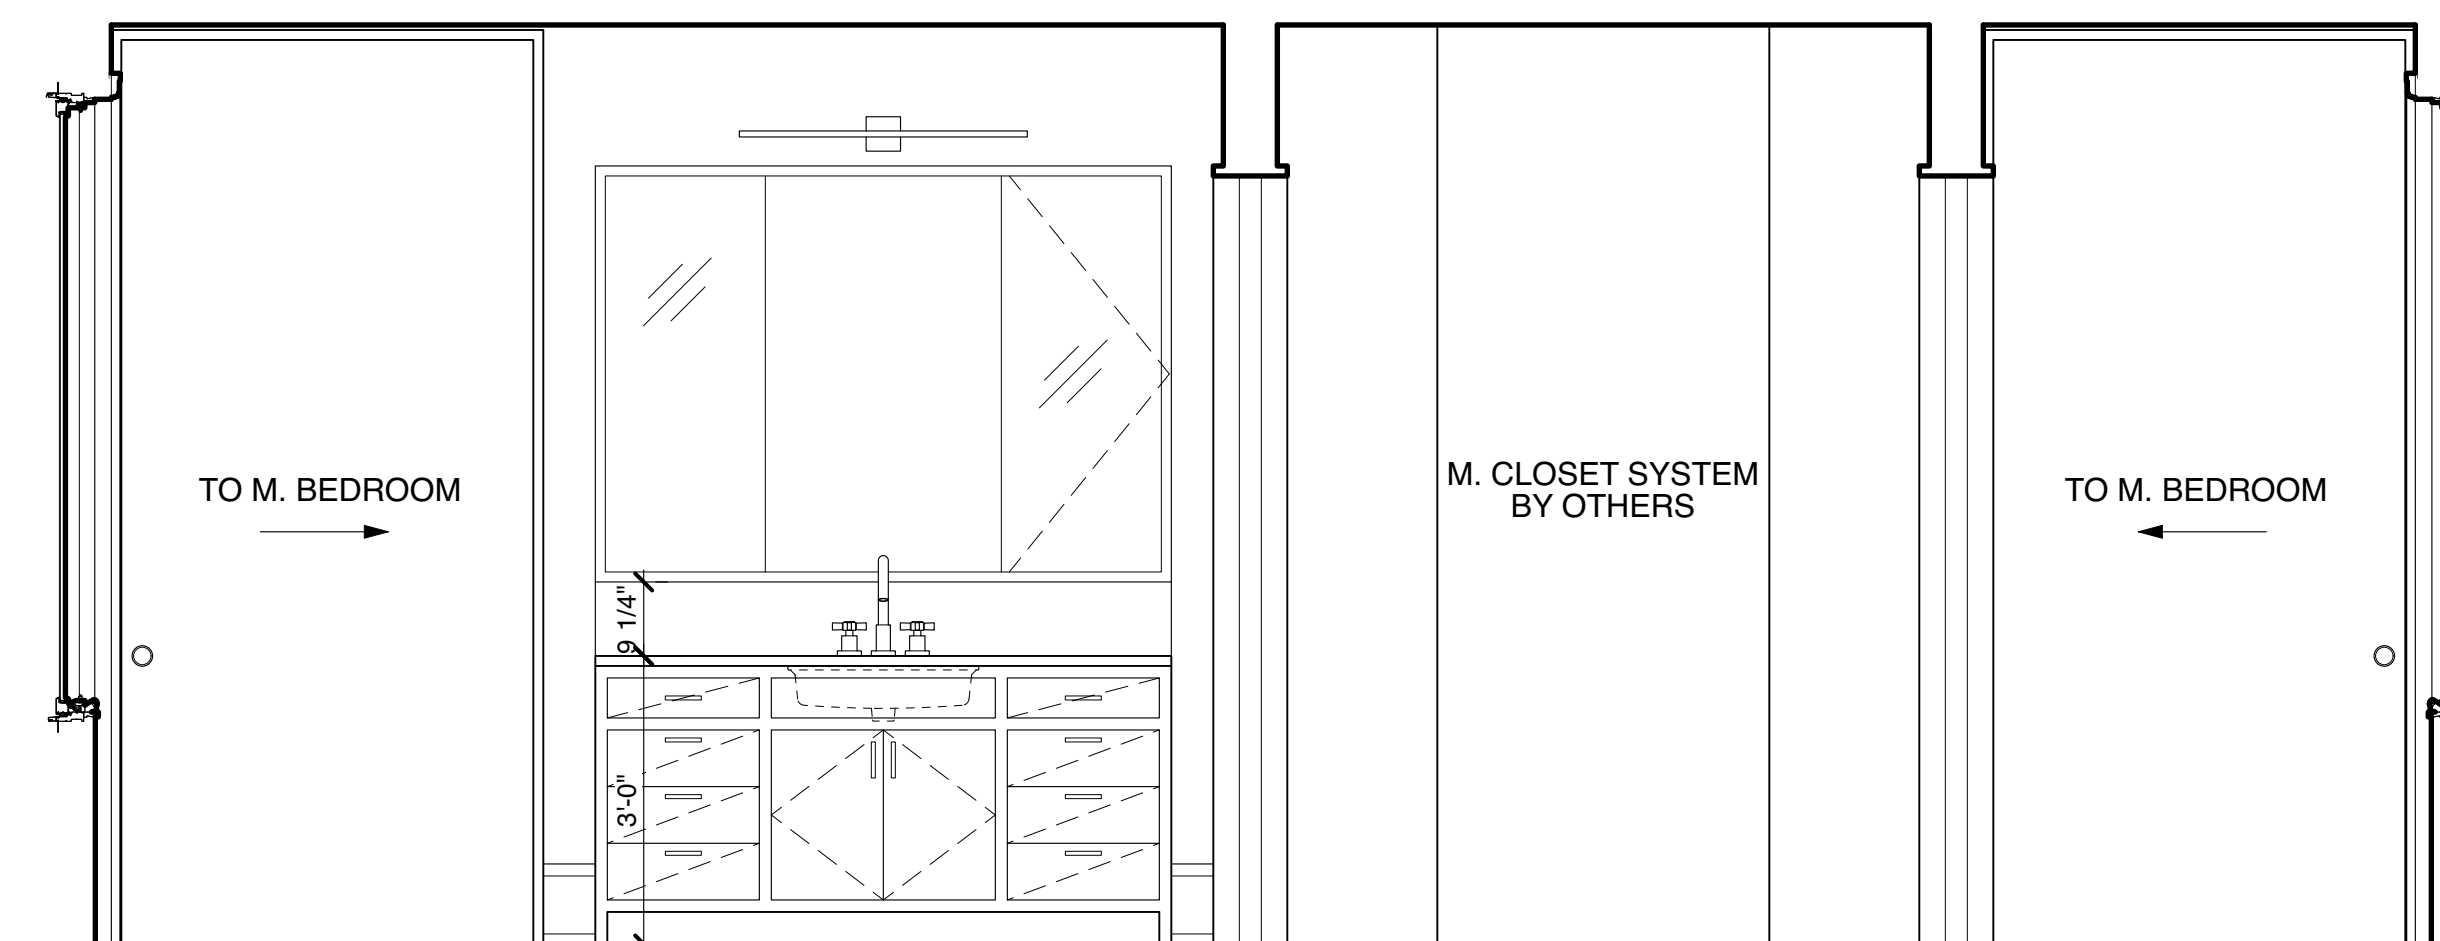 TO M. BEDROOM
9 1/4"
3'-0"
M. CLOSET SYSTEM
BY OTHERS
TO M. BEDROOM